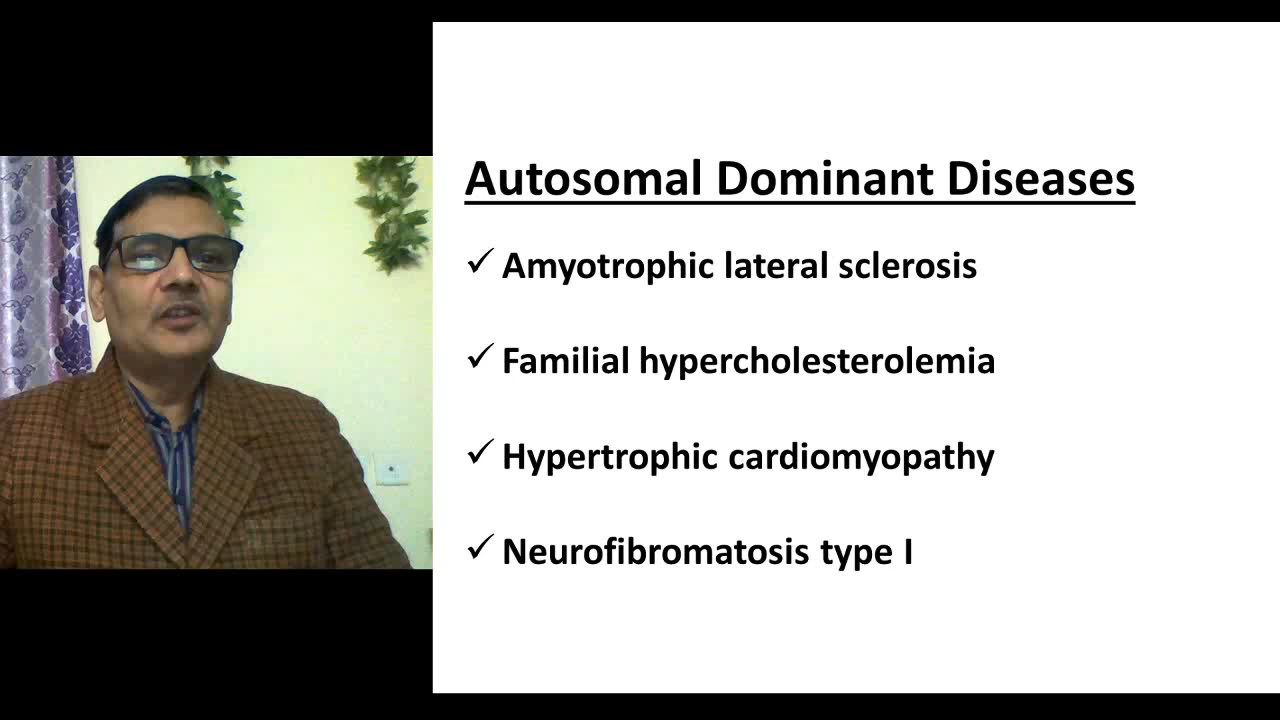 Autosomal Dominant Diseases
✓ Amyotrophic lateral sclerosis
✓ Familial hypercholesterolemia
✓ Hypertrophic cardiomyopathy
✓ Neurofibromatosis type I